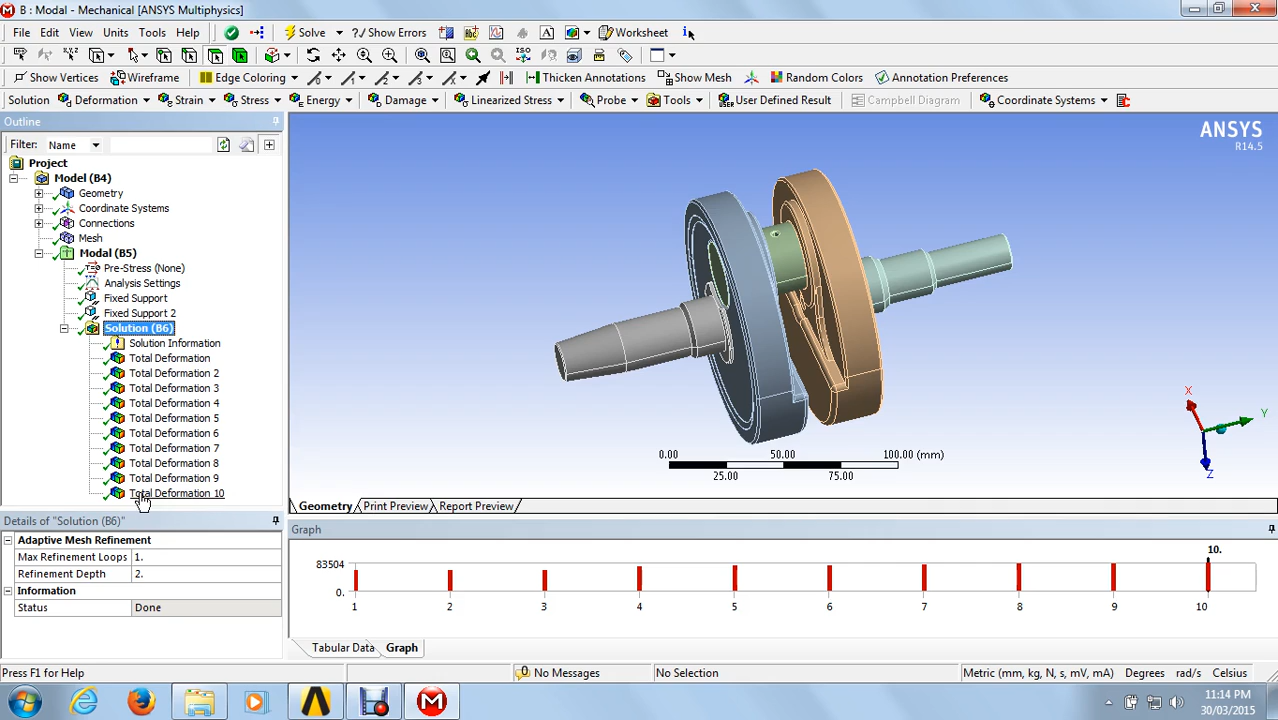 B : Modal - Mechanical [ANSYS Multiphysics]
File Edit View Units Tools Help Solve ?/ Show Errors A Worksheet i
Show Vertices Wireframe Edge Coloring Thicken Annotations Show Mesh Random Colors Annotation Preferences
Solution Deformation Strain Stress Energy Damage Linearized Stress Probe Tools User Defined Result Campbell Diagram Coordinate Systems
Outline
Filter: Name
Project
Model (B4)
Geometry
Coordinate Systems
Connections
Mesh
Modal (B5)
Pre-Stress (None)
Analysis Settings
Fixed Support
Fixed Support 2
Solution (B6)
Solution Information
Total Deformation
Total Deformation 2
Total Deformation 3
Total Deformation 4
Total Deformation 5
Total Deformation 6
Total Deformation 7
Total Deformation 8
Total Deformation 9
Total Deformation 10
ANSYS
R14.5
X
Y
Z
0.00 50.00 100.00 (mm)
25.00 75.00
Geometry Print Preview Report Preview
Details of "Solution (B6)"
Adaptive Mesh Refinement
Max Refinement Loops 1.
Refinement Depth 2.
Information
Status Done
Graph
10.
83504
0.
1 2 3 4 5 6 7 8 9 10
Tabular Data Graph
Press F1 for Help 0 No Messages No Selection Metric (mm, kg, N, s, mV, mA) Degrees rad/s Celsius
11:14 PM
30/03/2015